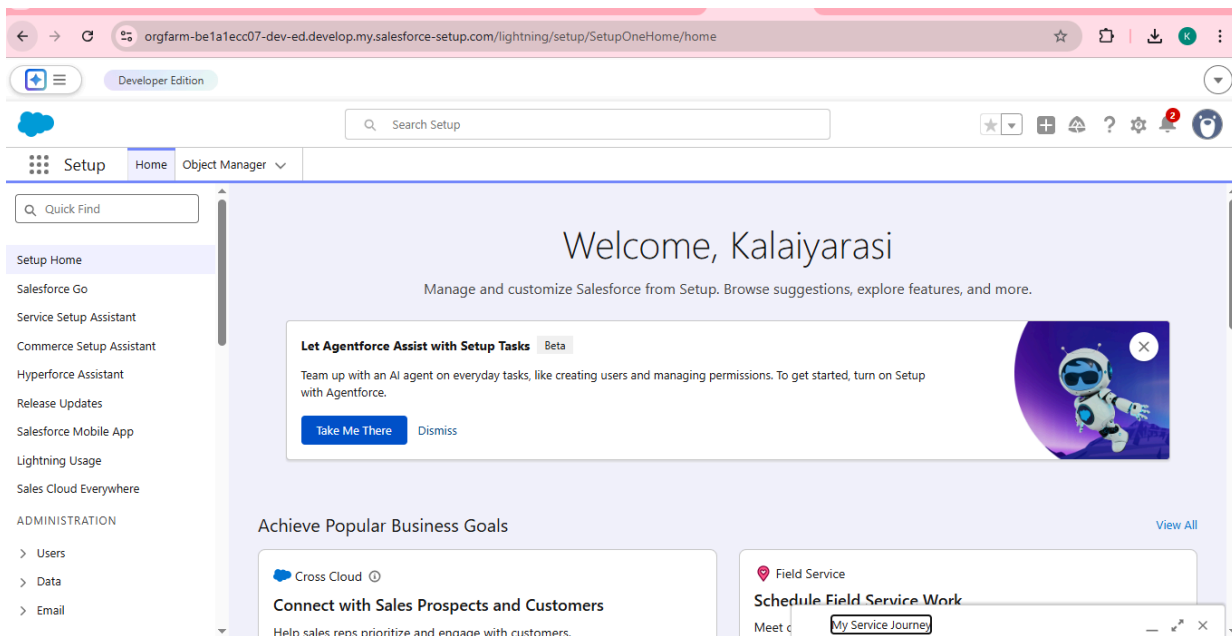 orgfarm-be1a1ecc07-dev-ed.develop.my.salesforce-setup.com/lightning/setup/SetupOneHome/home
K
Developer Edition
Search Setup
2
Setup
Home
Object Manager
Quick Find
Setup Home
Salesforce Go
Service Setup Assistant
Commerce Setup Assistant
Hyperforce Assistant
Release Updates
Salesforce Mobile App
Lightning Usage
Sales Cloud Everywhere
ADMINISTRATION
Users
Data
Email
Welcome, Kalaiyarasi
Manage and customize Salesforce from Setup. Browse suggestions, explore features, and more.
Let Agentforce Assist with Setup Tasks Beta
Team up with an AI agent on everyday tasks, like creating users and managing permissions. To get started, turn on Setup
with Agentforce.
Take Me There Dismiss
Achieve Popular Business Goals
View All
Cross Cloud
Connect with Sales Prospects and Customers
Help sales reps prioritize and engage with customers.
Field Service
Schedule Field Service Work
Meet
My Service Journey